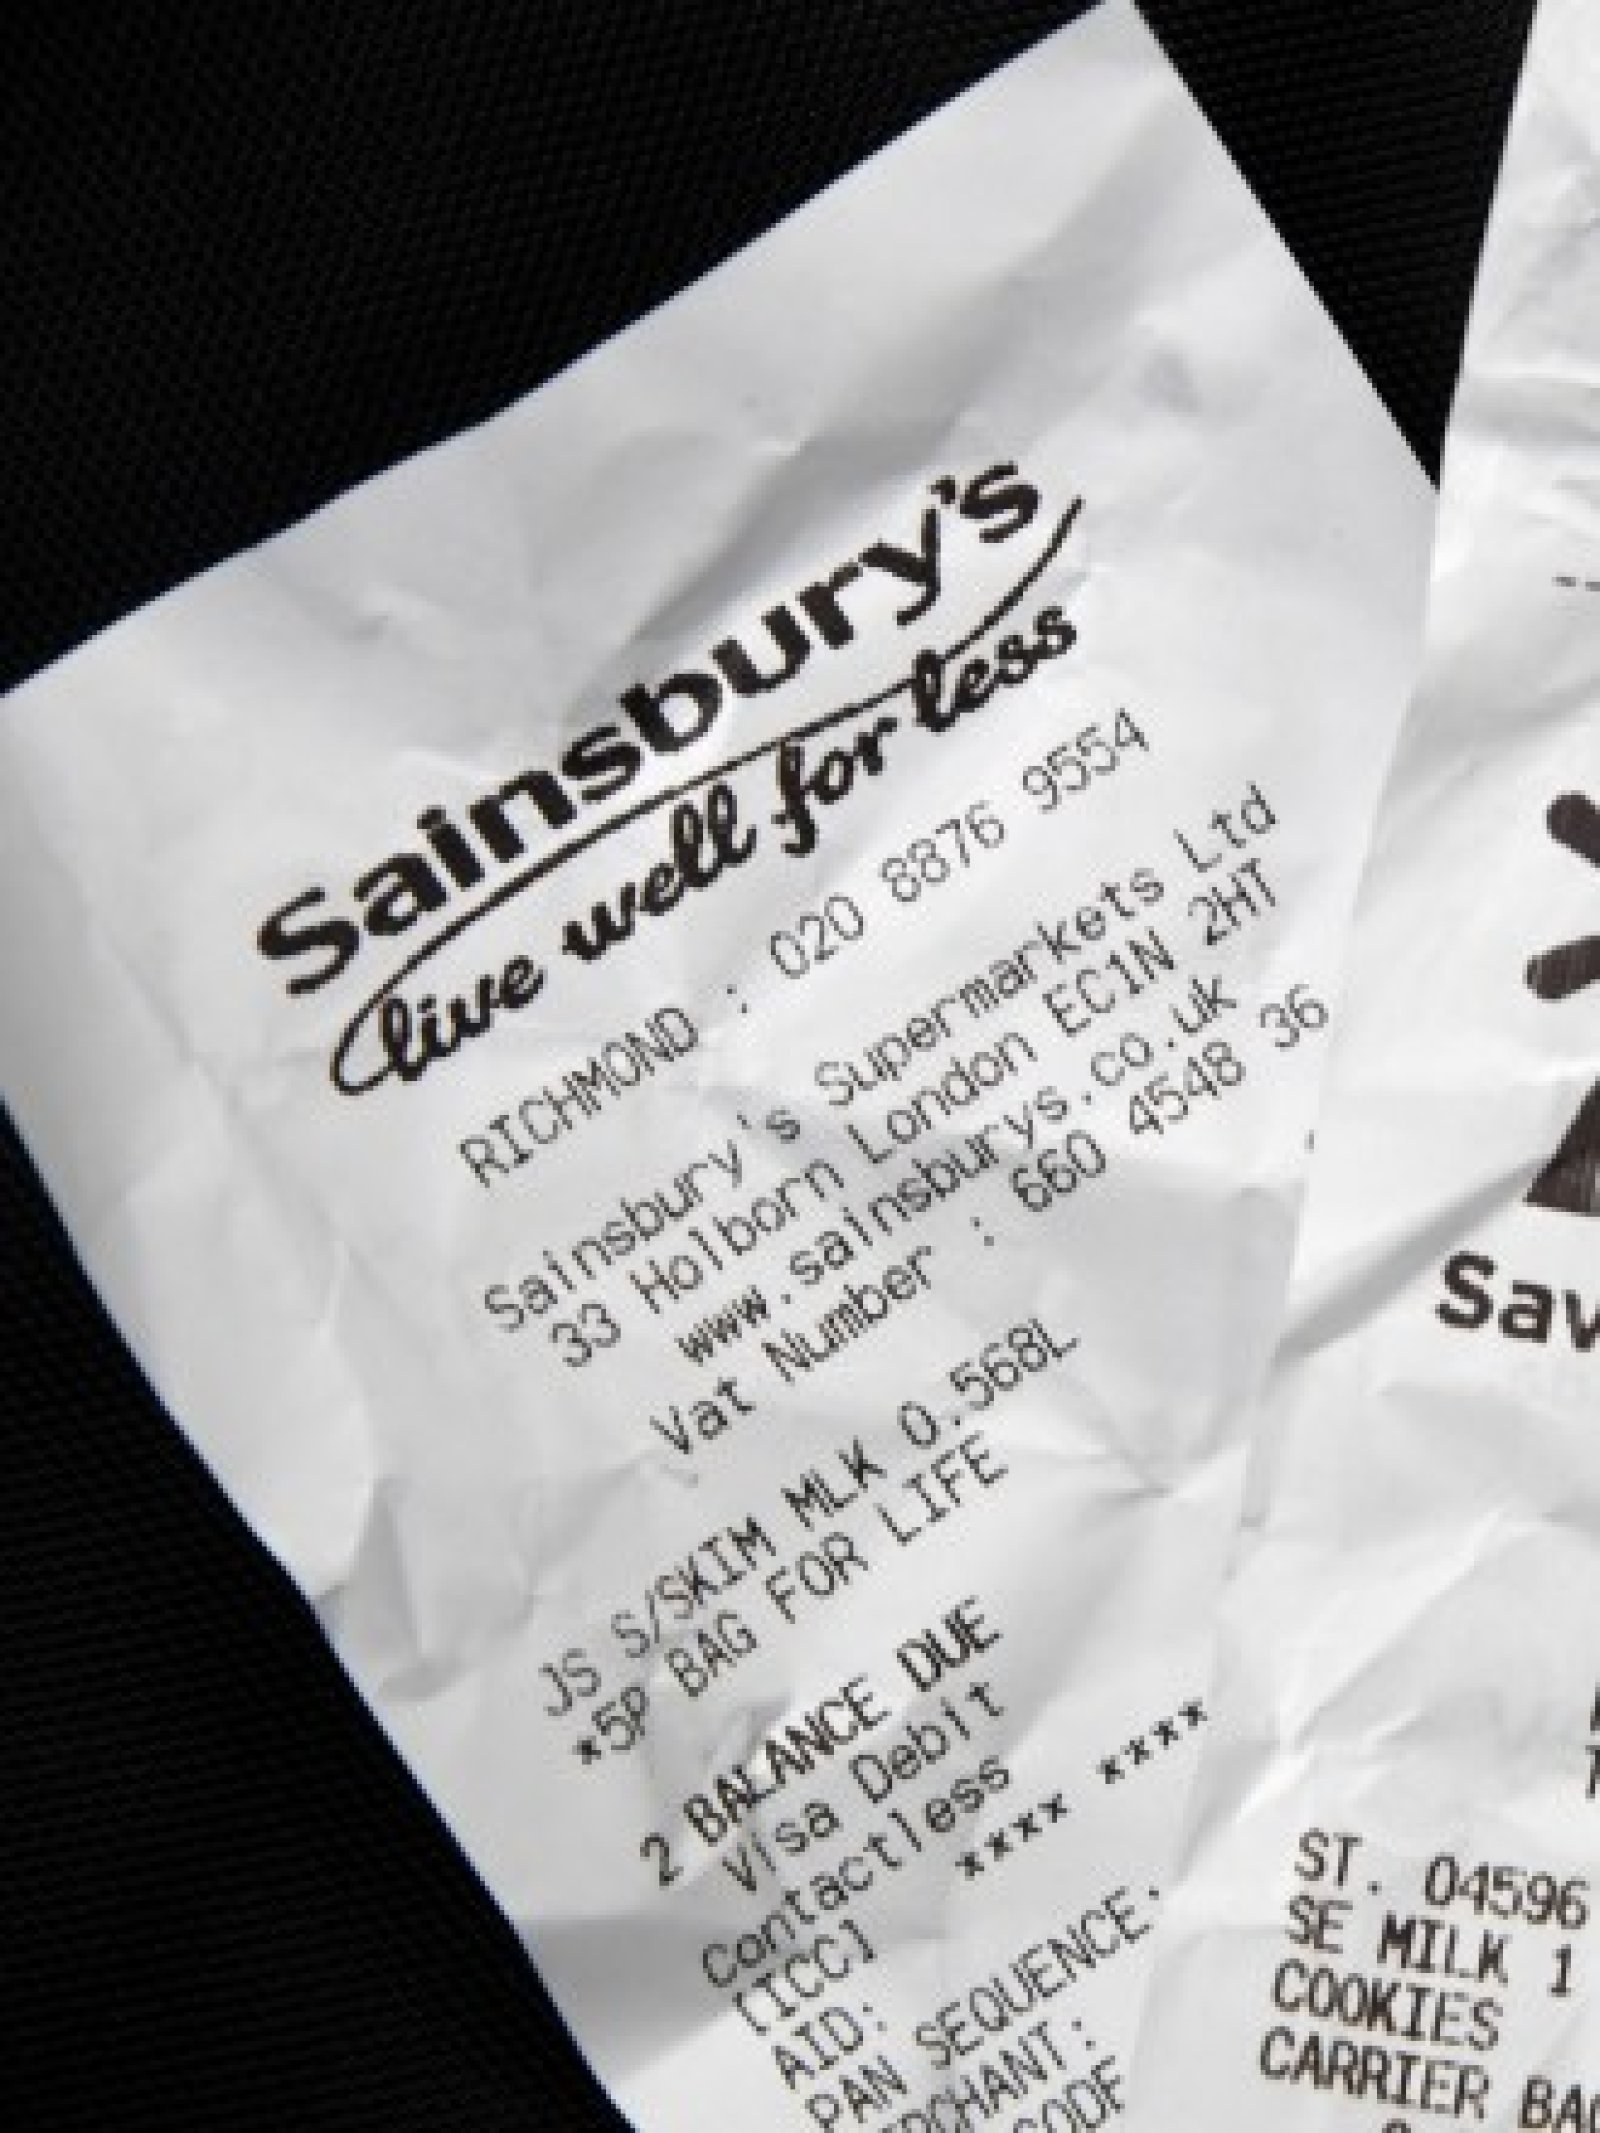 Sainsbury's
live well for less
RICHMOND : 020 8876 9554
Sainsbury's Supermarkets Ltd
33 Holborn London EC1N 2HT
www.sainsburys.co.uk
Vat Number : 660 4548 36
JS S/SKIM MLK 0.568L
*5P BAG FOR LIFE
2 BALANCE DUE
Visa Debit
Contactless
[ICC] **** ****
AID:
PAN SEQUENCE:
Sav
ST. 04596
SE MILK 1
COOKIES
CARRIER